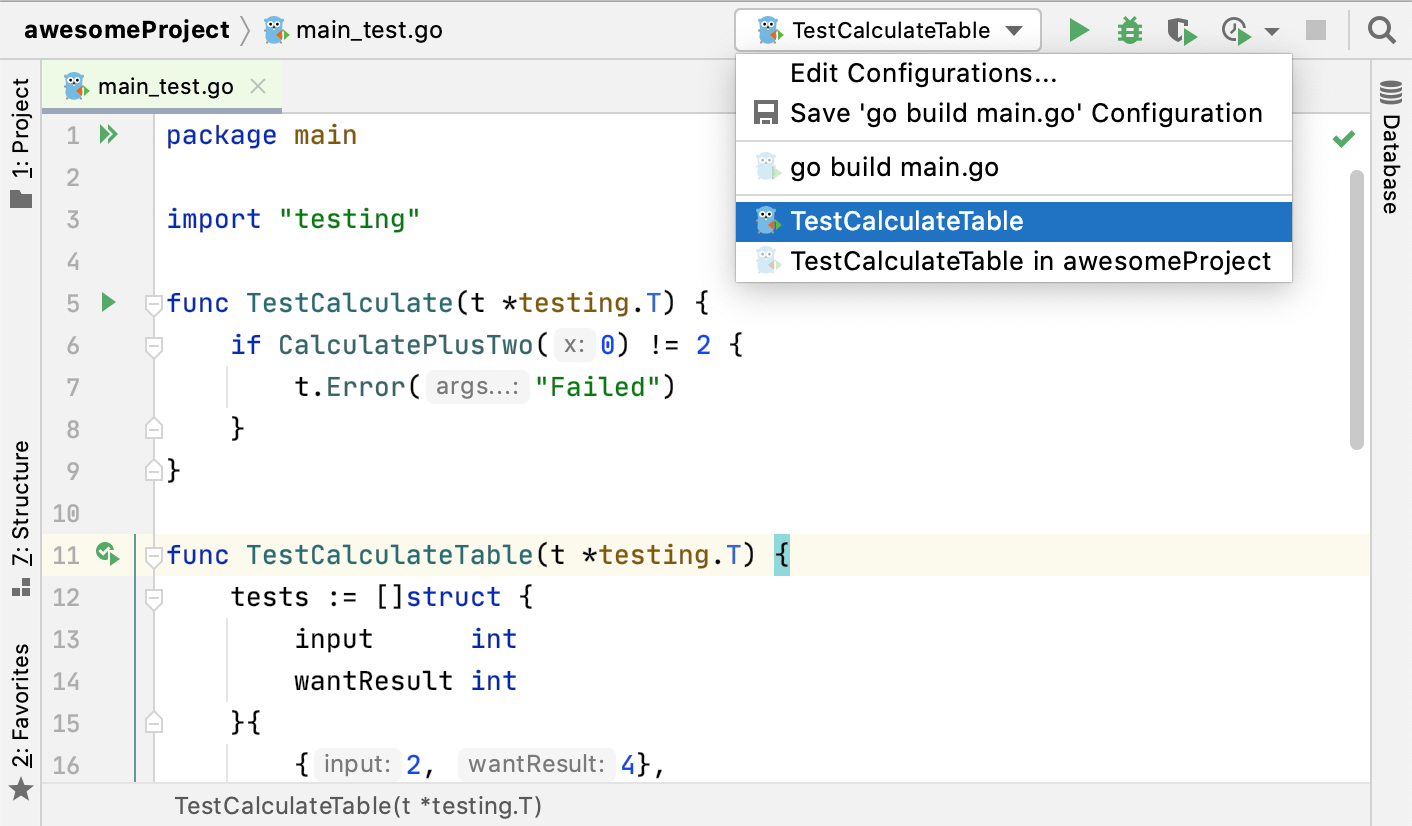 awesomeProject main_test.go
TestCalculateTable
Edit Configurations...
Save 'go build main.go' Configuration
go build main.go
TestCalculateTable
TestCalculateTable in awesomeProject
main_test.go
1: Project
7: Structure
2: Favorites
Database
1 package main
2
3 import "testing"
4
5 func TestCalculate(t *testing.T) {
6 if CalculatePlusTwo( x: 0) != 2 {
7 t.Error( args...: "Failed")
8 }
9 }
10
11 func TestCalculateTable(t *testing.T) {
12 tests := []struct {
13 input int
14 wantResult int
15 }{
16 { input: 2, wantResult: 4},
TestCalculateTable(t *testing.T)